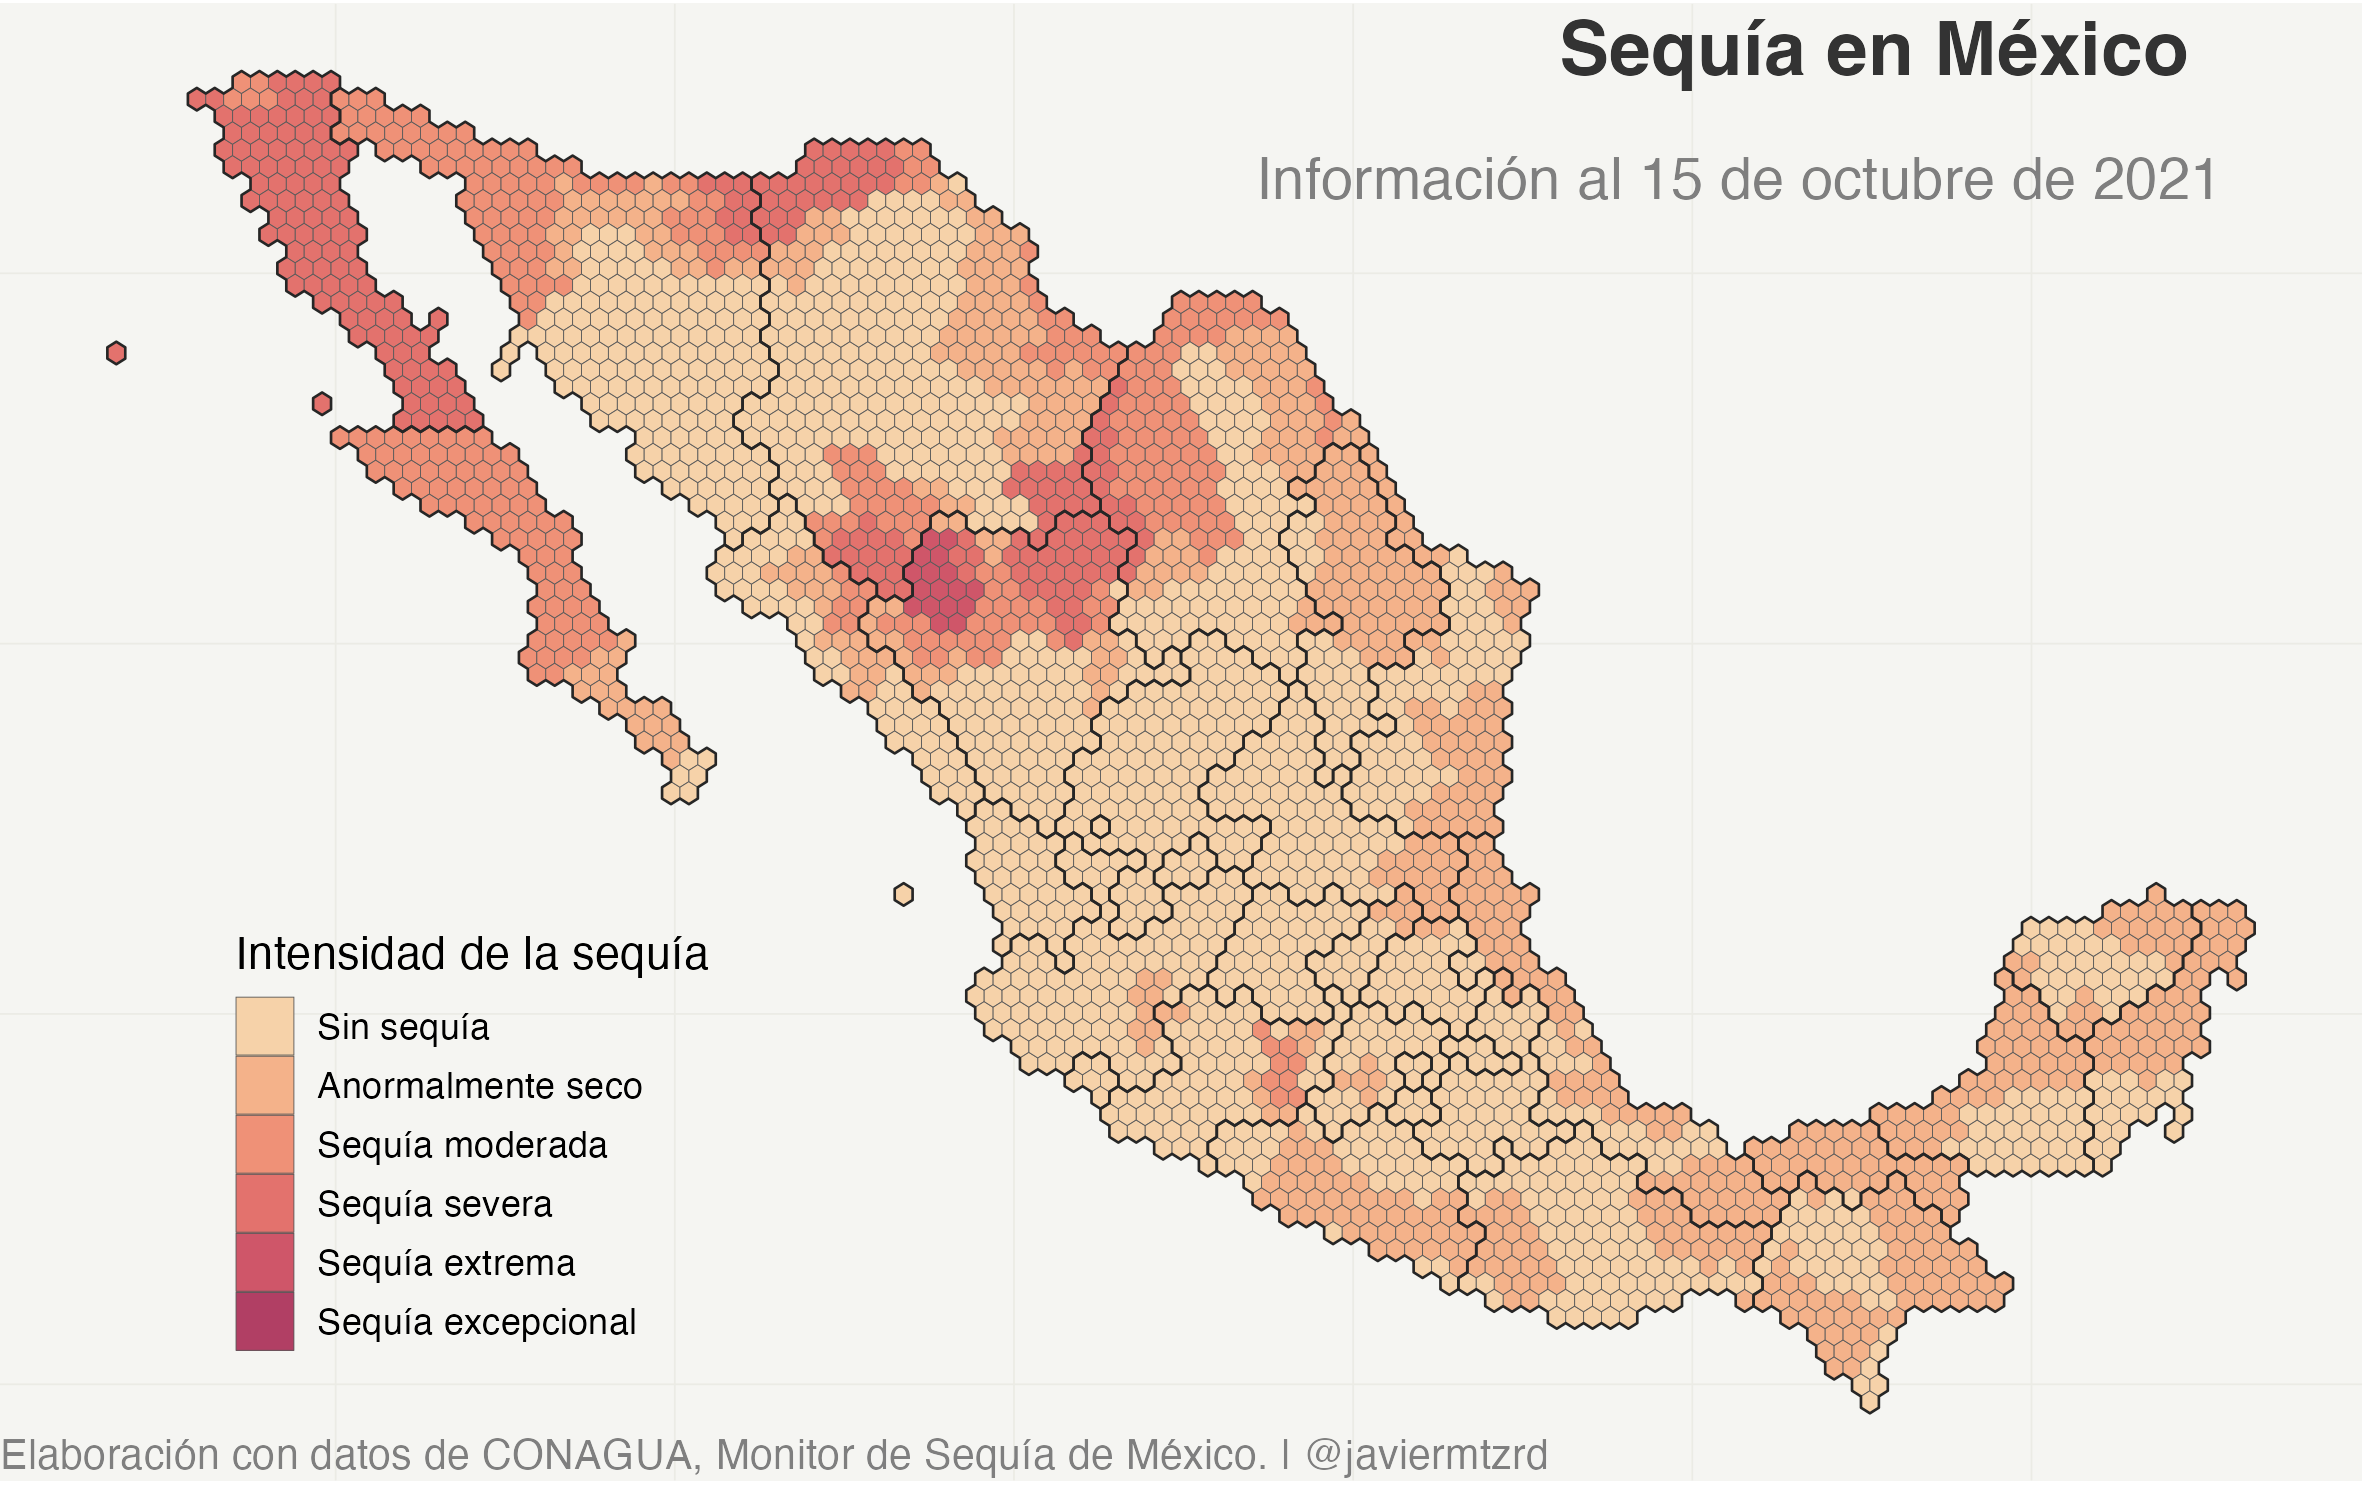 Sequía en México
Información al 15 de octubre de 2021
Intensidad de la sequía
Sin sequía
Anormalmente seco
Sequía moderada
Sequía severa
Sequía extrema
Sequía excepcional
Elaboración con datos de CONAGUA, Monitor de Sequía de México. | @javiermtzrd